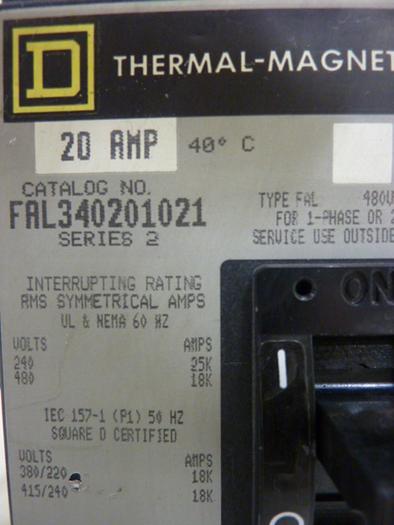 D THERMAL-MAGNET
20 AMP 40° C
CATALOG NO.
FAL340201021
SERIES 2
TYPE FAL 480V
FOR 1-PHASE OR
SERVICE USE OUTSIDE
INTERRUPTING RATING
RMS SYMMETRICAL AMPS
UL & NEMA 60 HZ
VOLTS AMPS
240 25K
480 18K
ON
IEC 157-1 (P1) 50 HZ
SQUARE D CERTIFIED
VOLTS AMPS
380/220 18K
415/240 18K